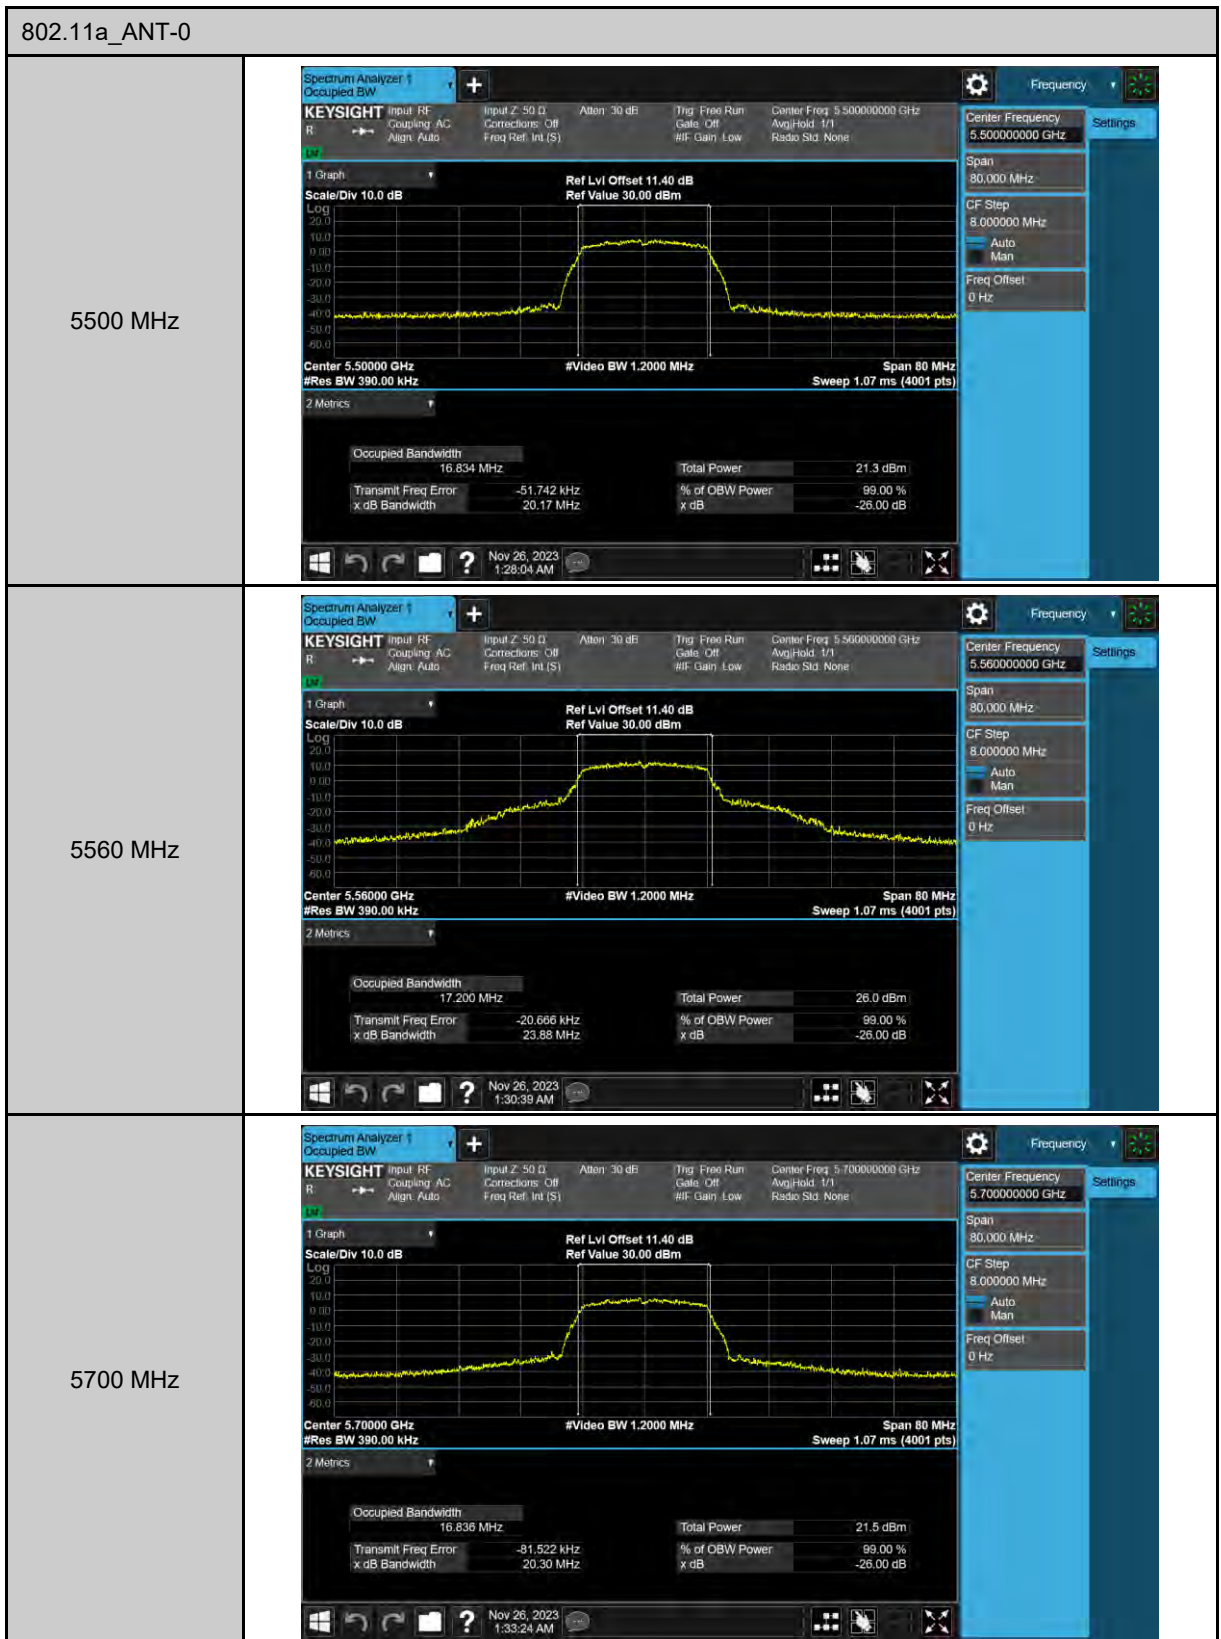 802.11a_ANT-0
5500 MHz
Spectrum Analyzer 1
Occupied BW
Frequency
KEYSIGHT Input: RF Input Z: 50 Ω Atten: 30 dB Trig: Free Run Center Freq: 5.500000000 GHz
R Coupling: AC Corrections: Off Gate: Off Avg|Hold: 1/1
Align: Auto Freq Ref: Int (S) #IF Gain: Low Radio Std: None
Center Frequency
5.500000000 GHz
Settings
Span
80.000 MHz
CF Step
8.000000 MHz
Auto
Man
Freq Offset
0 Hz
1 Graph
Ref Lvl Offset 11.40 dB
Scale/Div 10.0 dB Ref Value 30.00 dBm
Log
20.0
10.0
0.00
-10.0
-20.0
-30.0
-40.0
-50.0
-60.0
Center 5.50000 GHz #Video BW 1.2000 MHz Span 80 MHz
#Res BW 390.00 kHz Sweep 1.07 ms (4001 pts)
2 Metrics
Occupied Bandwidth
16.834 MHz Total Power 21.3 dBm
Transmit Freq Error -51.742 kHz % of OBW Power 99.00 %
x dB Bandwidth 20.17 MHz x dB -26.00 dB
Nov 26, 2023
1:28:04 AM
5560 MHz
Spectrum Analyzer 1
Occupied BW
Frequency
KEYSIGHT Input: RF Input Z: 50 Ω Atten: 30 dB Trig: Free Run Center Freq: 5.560000000 GHz
R Coupling: AC Corrections: Off Gate: Off Avg|Hold: 1/1
Align: Auto Freq Ref: Int (S) #IF Gain: Low Radio Std: None
Center Frequency
5.560000000 GHz
Settings
Span
80.000 MHz
CF Step
8.000000 MHz
Auto
Man
Freq Offset
0 Hz
1 Graph
Ref Lvl Offset 11.40 dB
Scale/Div 10.0 dB Ref Value 30.00 dBm
Log
20.0
10.0
0.00
-10.0
-20.0
-30.0
-40.0
-50.0
-60.0
Center 5.56000 GHz #Video BW 1.2000 MHz Span 80 MHz
#Res BW 390.00 kHz Sweep 1.07 ms (4001 pts)
2 Metrics
Occupied Bandwidth
17.200 MHz Total Power 26.0 dBm
Transmit Freq Error -20.666 kHz % of OBW Power 99.00 %
x dB Bandwidth 23.88 MHz x dB -26.00 dB
Nov 26, 2023
1:30:39 AM
5700 MHz
Spectrum Analyzer 1
Occupied BW
Frequency
KEYSIGHT Input: RF Input Z: 50 Ω Atten: 30 dB Trig: Free Run Center Freq: 5.700000000 GHz
R Coupling: AC Corrections: Off Gate: Off Avg|Hold: 1/1
Align: Auto Freq Ref: Int (S) #IF Gain: Low Radio Std: None
Center Frequency
5.700000000 GHz
Settings
Span
80.000 MHz
CF Step
8.000000 MHz
Auto
Man
Freq Offset
0 Hz
1 Graph
Ref Lvl Offset 11.40 dB
Scale/Div 10.0 dB Ref Value 30.00 dBm
Log
20.0
10.0
0.00
-10.0
-20.0
-30.0
-40.0
-50.0
-60.0
Center 5.70000 GHz #Video BW 1.2000 MHz Span 80 MHz
#Res BW 390.00 kHz Sweep 1.07 ms (4001 pts)
2 Metrics
Occupied Bandwidth
16.836 MHz Total Power 21.5 dBm
Transmit Freq Error -81.522 kHz % of OBW Power 99.00 %
x dB Bandwidth 20.30 MHz x dB -26.00 dB
Nov 26, 2023
1:33:24 AM